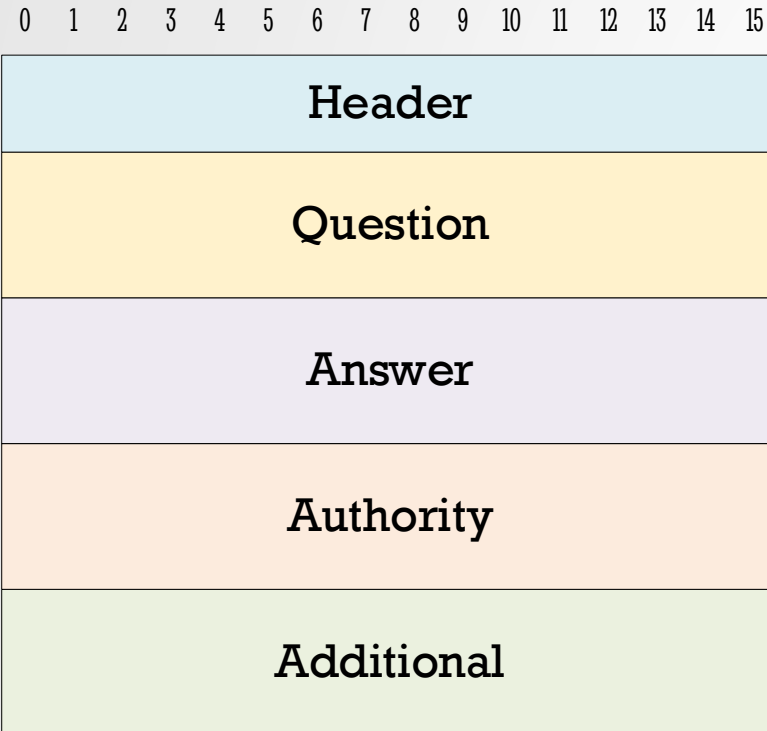 0 1 2 3 4 5 6 7 8 9 10 11 12 13 14 15
Header
Question
Answer
Authority
Additional